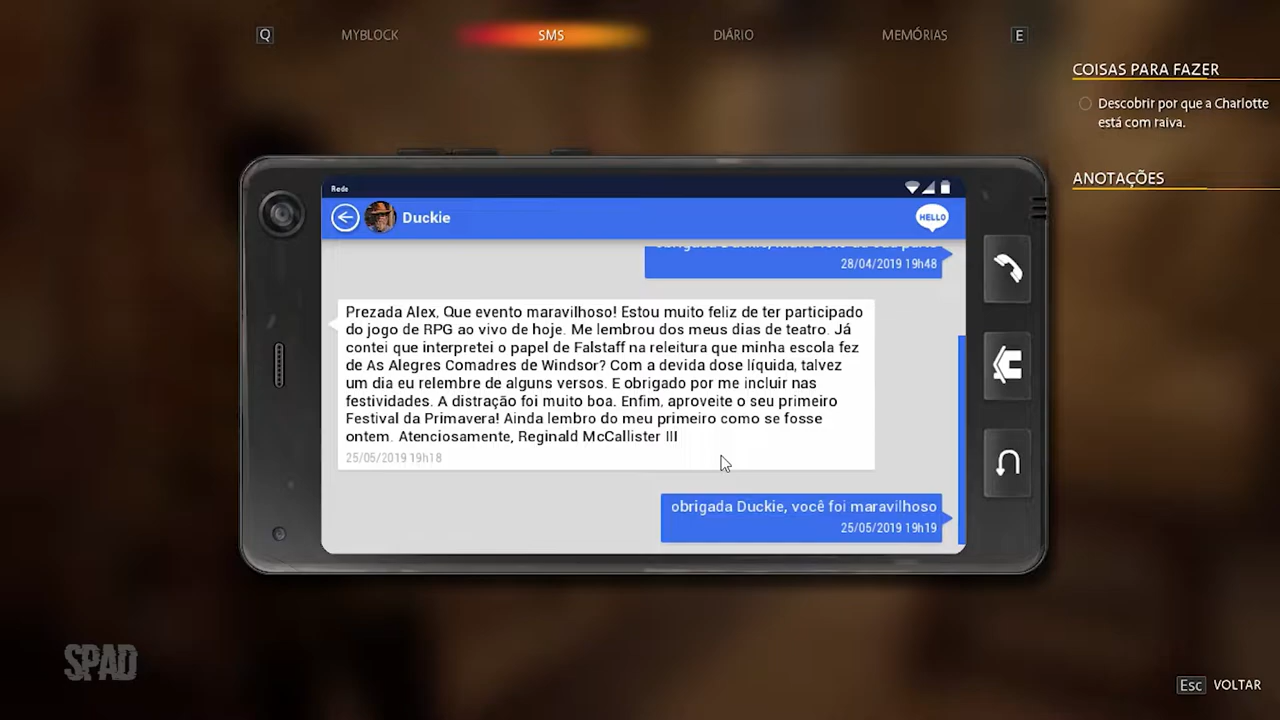 Q
MYBLOCK
SMS
DIÁRIO
MEMÓRIAS
E
COISAS PARA FAZER
Descobrir por que a Charlotte
está com raiva.
ANOTAÇÕES
Rede
Duckie
HELLO
28/04/2019 19h48
Prezada Alex, Que evento maravilhoso! Estou muito feliz de ter participado
do jogo de RPG ao vivo de hoje. Me lembrou dos meus dias de teatro. Já
contei que interpretei o papel de Falstaff na releitura que minha escola fez
de As Alegres Comadres de Windsor? Com a devida dose líquida, talvez
um dia eu relembre de alguns versos. E obrigado por me incluir nas
festividades. A distração foi muito boa. Enfim, aproveite o seu primeiro
Festival da Primavera! Ainda lembro do meu primeiro como se fosse
ontem. Atenciosamente, Reginald McCallister III
25/05/2019 19h18
obrigada Duckie, você foi maravilhoso
25/05/2019 19h19
SPAD
Esc VOLTAR